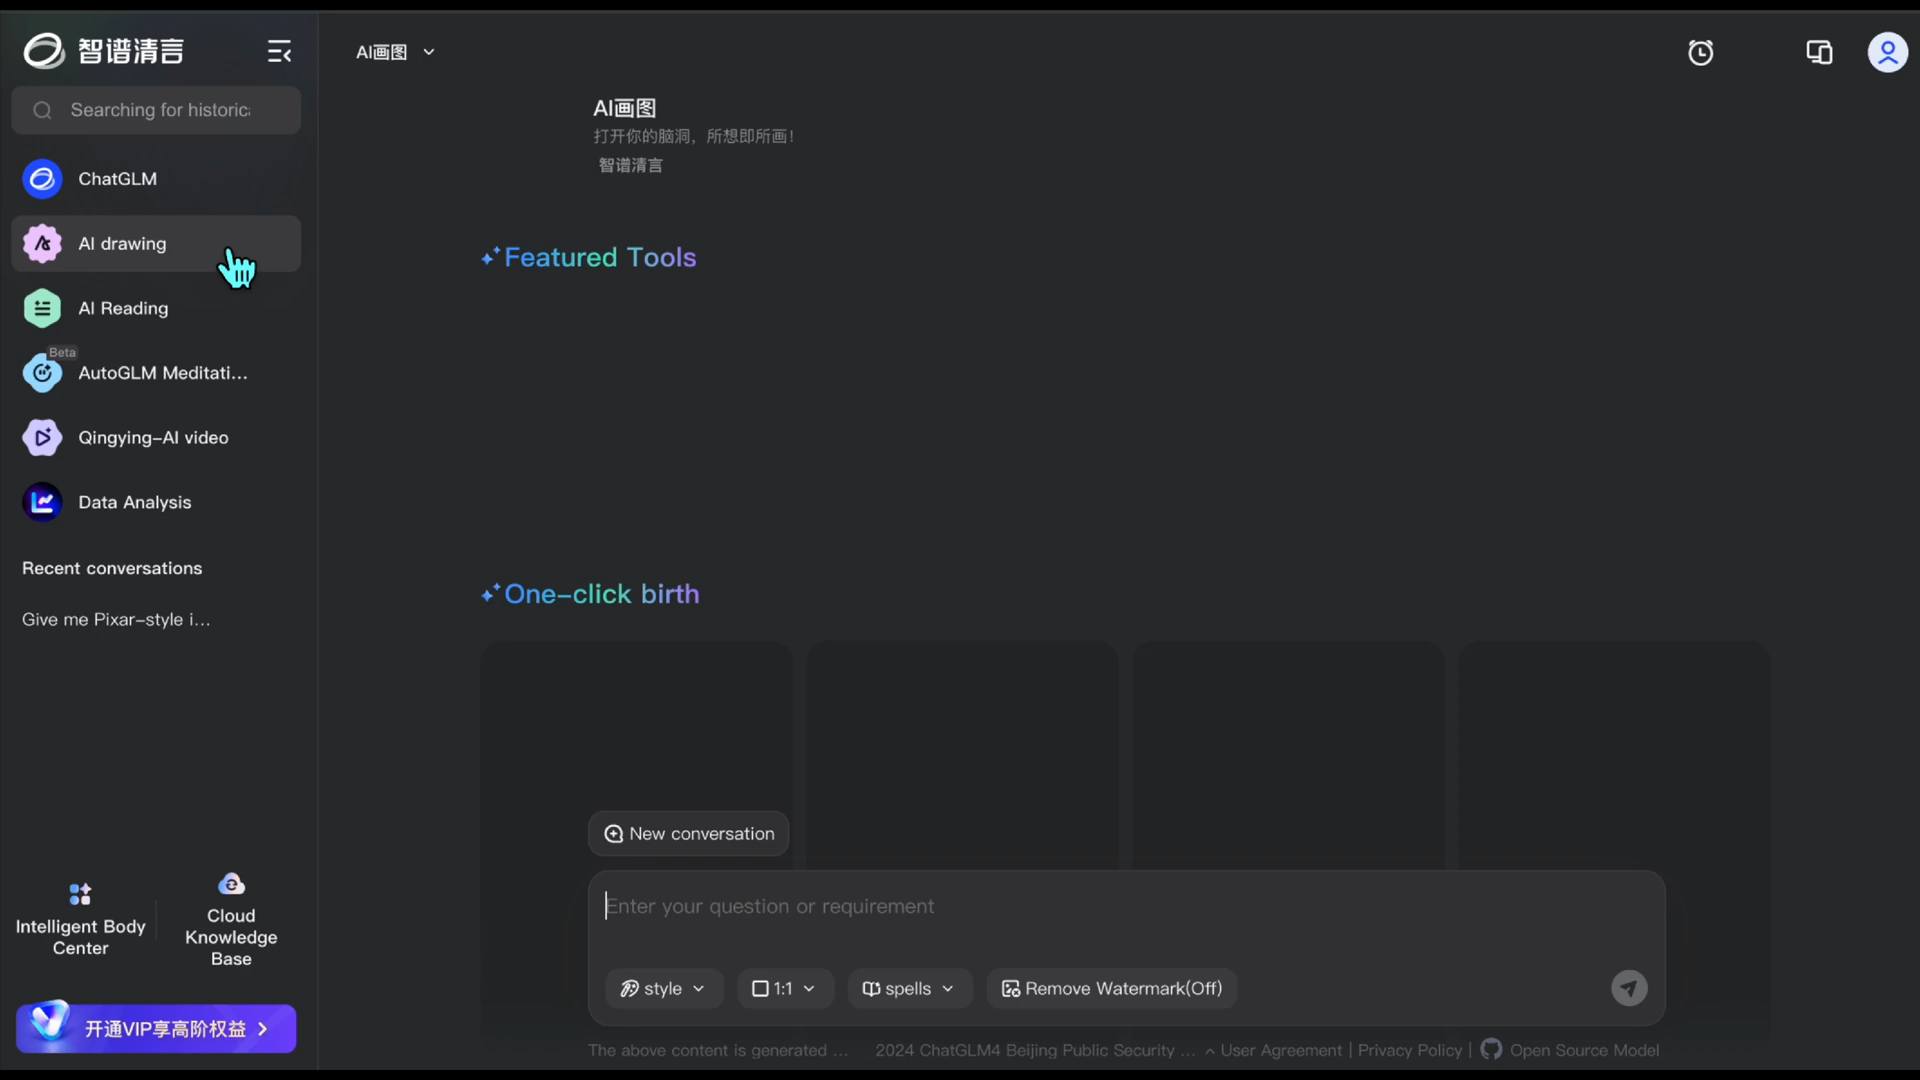 智谱清言
Searching for historica
ChatGLM
AI drawing
AI Reading
Beta
AutoGLM Meditati...
Qingying-AI video
Data Analysis
Recent conversations
Give me Pixar-style i...
Intelligent Body
Center
Cloud
Knowledge
Base
开通VIP享高阶权益
AI画图
AI画图
打开你的脑洞，所想即所画！
智谱清言
Featured Tools
One-click birth
New conversation
Enter your question or requirement
style
1:1
spells
Remove Watermark(Off)
The above content is generated ...
2024 ChatGLM4 Beijing Public Security ...
User Agreement | Privacy Policy |
Open Source Model